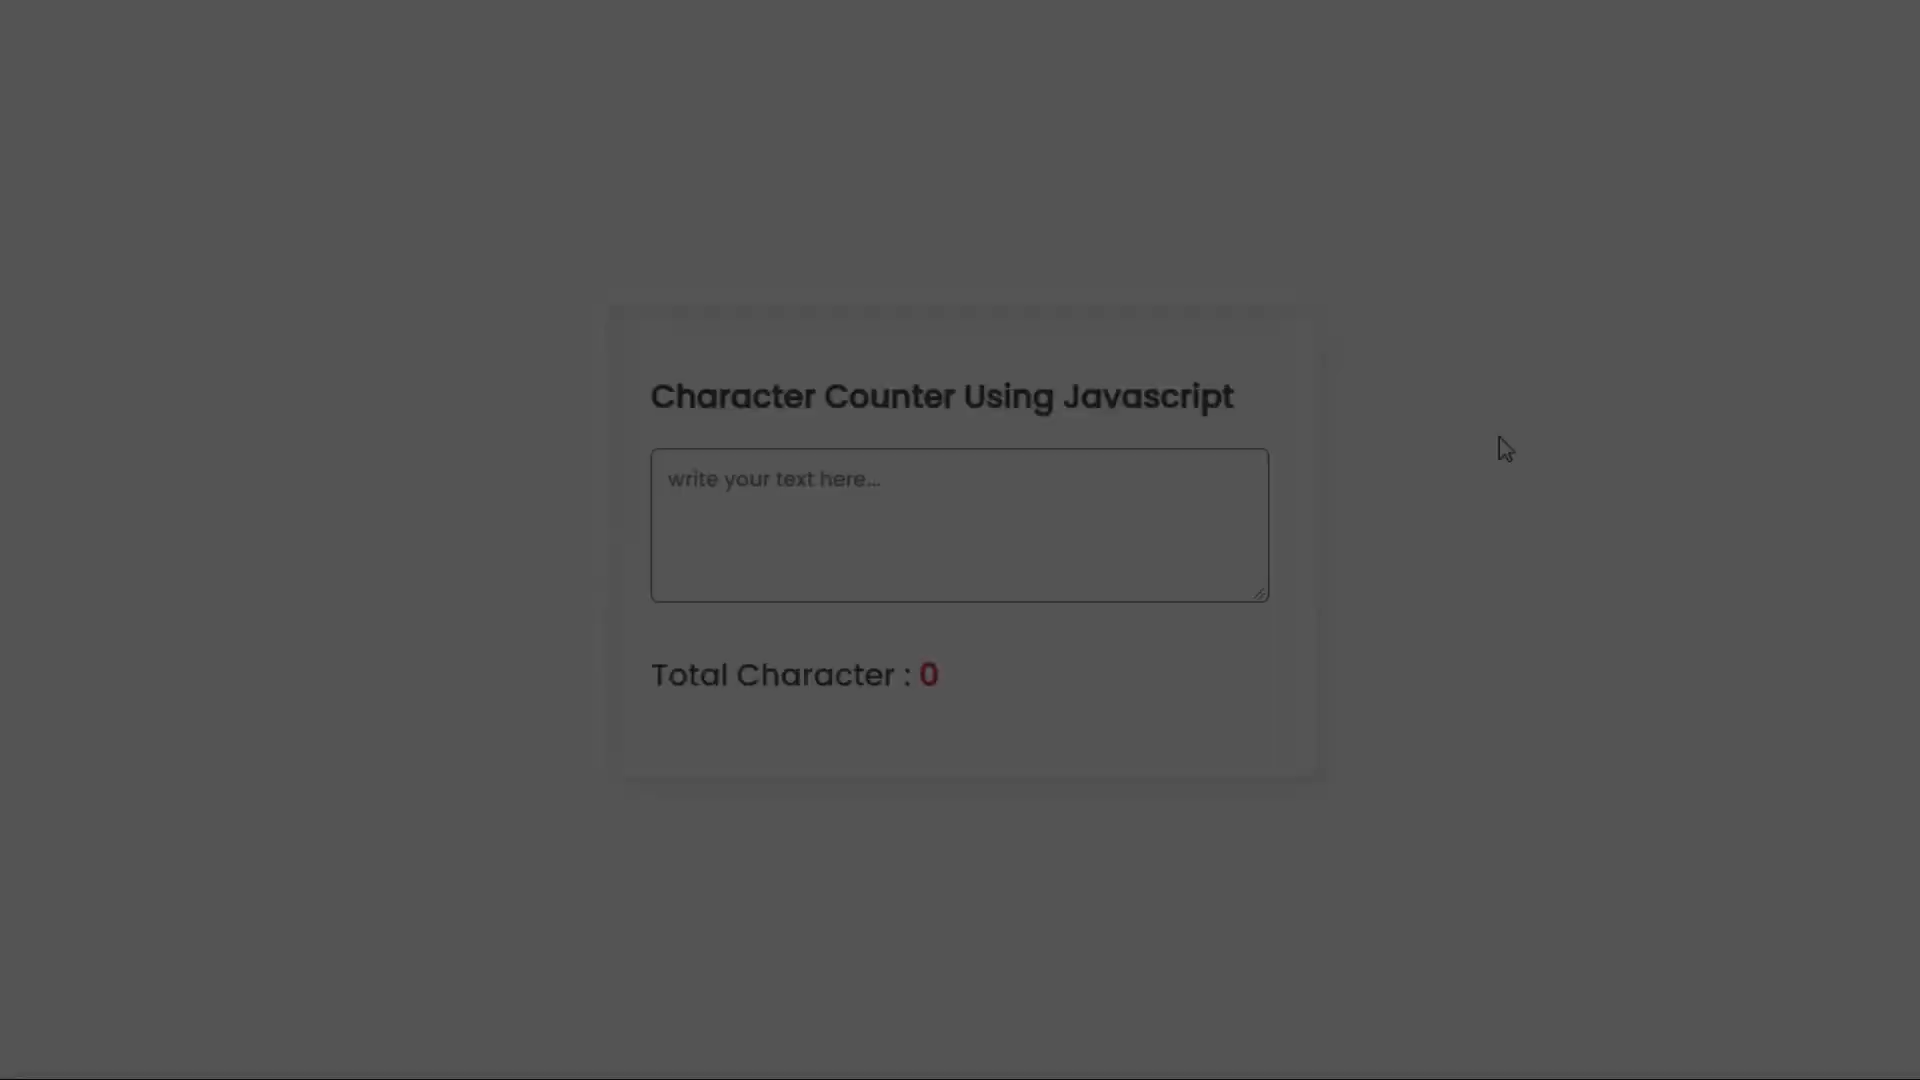 Character Counter Using Javascript
write your text here...
Total Character : 0